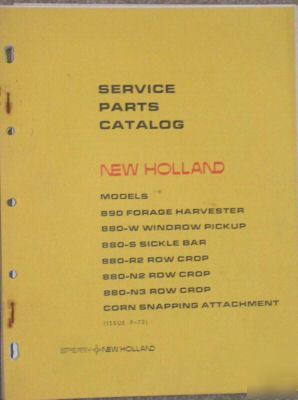 SERVICE
PARTS
CATALOG
NEW HOLLAND
MODELS
890 FORAGE HARVESTER
880-W WINDROW PICKUP
880-S SICKLE BAR
880-R2 ROW CROP
880-N2 ROW CROP
880-N3 ROW CROP
CORN SNAPPING ATTACHMENT
SPERRY NEW HOLLAND